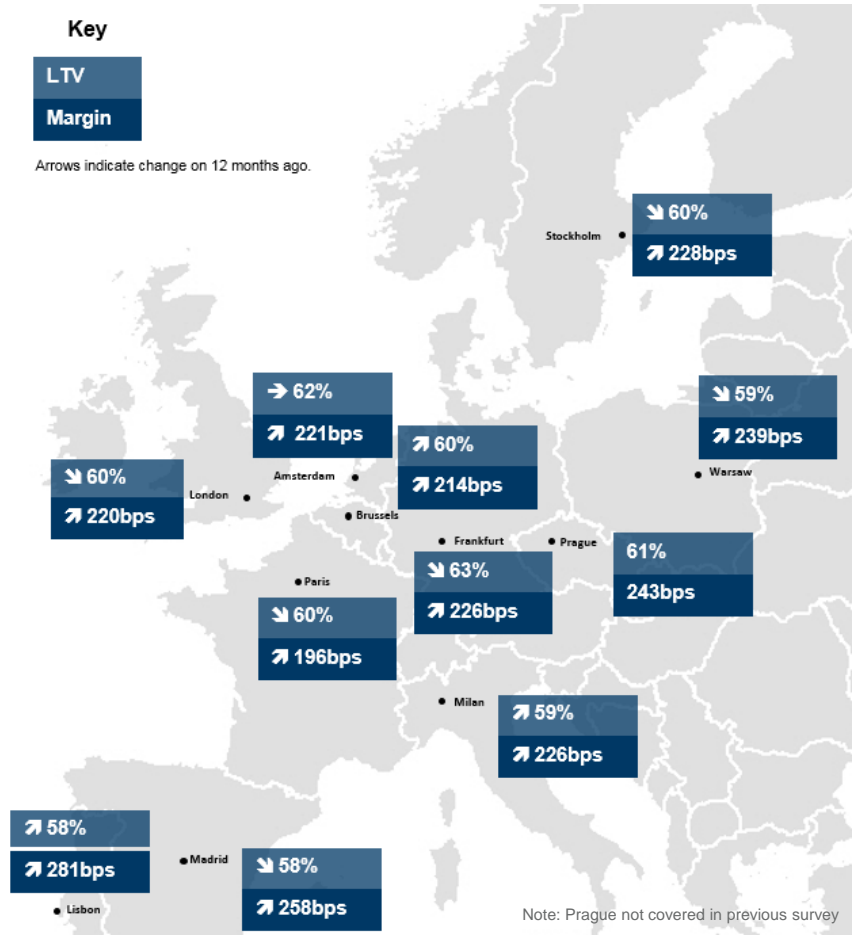 Key
LTV
Margin
Arrows indicate change on 12 months ago.
60%
Stockholm
228bps
62%
221bps
59%
239bps
Warsaw
60%
214bps
Amsterdam
60%
220bps
London
Brussels
Frankfurt
Prague
61%
243bps
63%
226bps
Paris
60%
196bps
Milan
59%
226bps
58%
281bps
Lisbon
Madrid
58%
258bps
Note: Prague not covered in previous survey